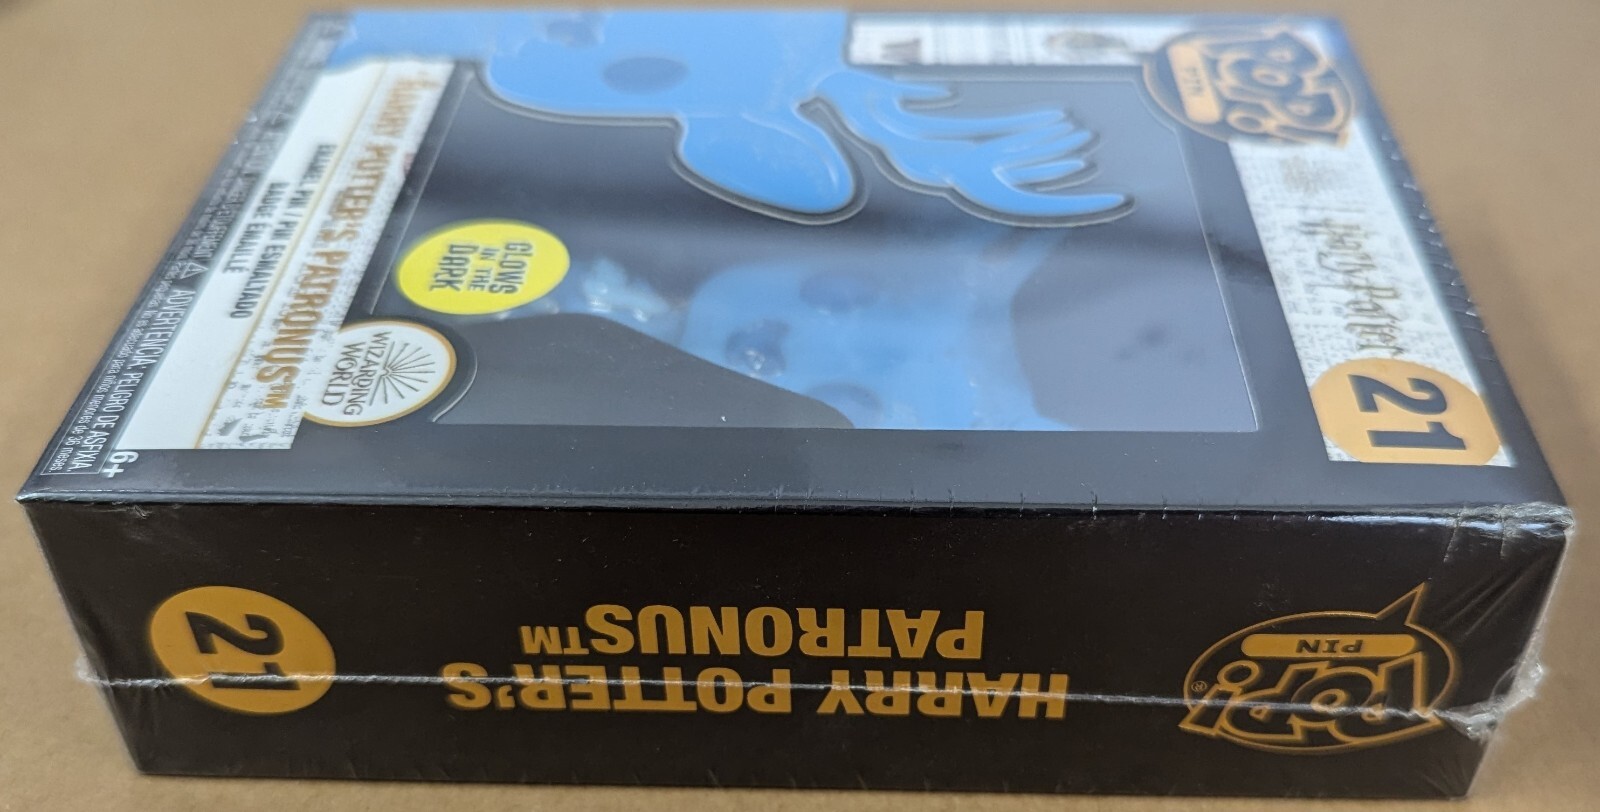 POP!
PIN
Harry Potter
21
GLOWS
IN THE
DARK
WIZARDING
WORLD
HARRY POTTER'S PATRONUS™
ENAMEL PIN / PIN ESMALTADO
BADGE ÉMAILLÉ
ADVERTENCIA: PELIGRO DE ASFIXIA.
6+
HARRY POTTER'S
PATRONUS™
21
POP!®
PIN